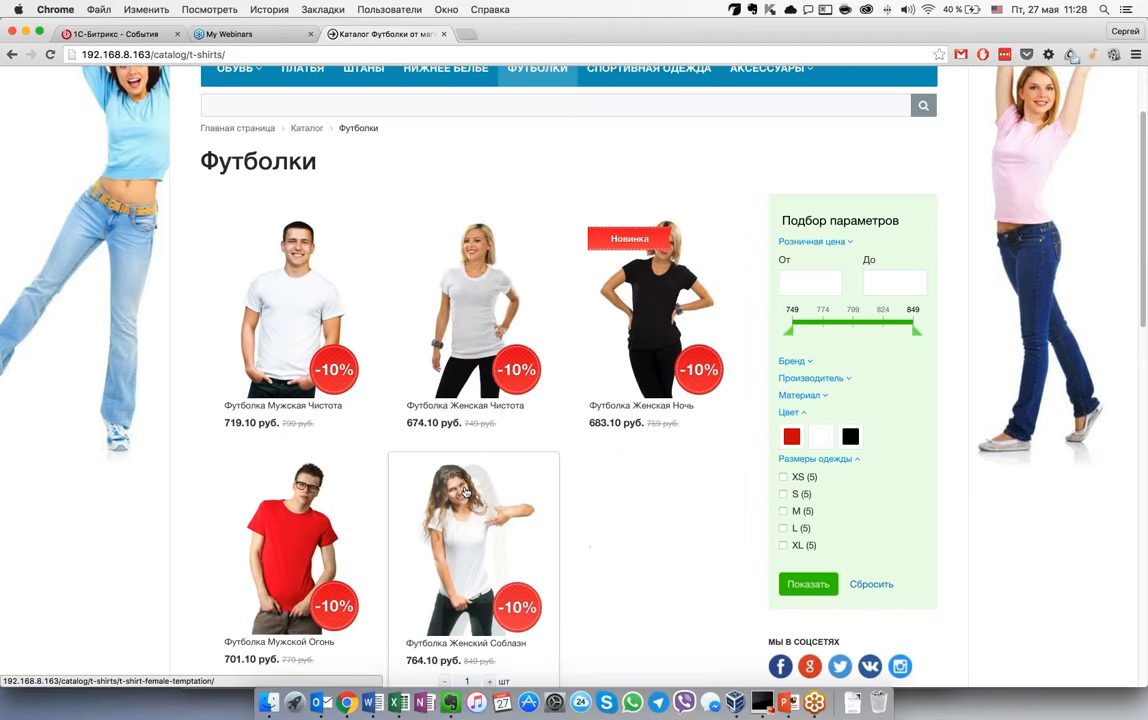 Chrome Файл Изменить Посмотреть История Закладки Пользователи Окно Справка 40 % Пт, 27 мая 11:28
1С-Битрикс - События × My Webinars × Каталог Футболки от мага × Сергей
192.168.8.163/catalog/t-shirts/
ОБУВЬ ПЛАТЬЯ ШТАНЫ НИЖНЕЕ БЕЛЬЕ ФУТБОЛКИ СПОРТИВНАЯ ОДЕЖДА АКСЕССУАРЫ
Главная страница > Каталог > Футболки
Футболки
Новинка
-10% -10% -10%
Футболка Мужская Чистота Футболка Женская Чистота Футболка Женская Ночь
719.10 руб. 799 руб. 674.10 руб. 749 руб. 683.10 руб. 759 руб.
-10% -10%
Футболка Мужской Огонь Футболка Женский Соблазн
701.10 руб. 779 руб. 764.10 руб. 849 руб.
- 1 + шт
Подбор параметров
Розничная цена
От До
749 774 799 824 849
Бренд
Производитель
Материал
Цвет
Размеры одежды
XS (5)
S (5)
M (5)
L (5)
XL (5)
Показать Сбросить
МЫ В СОЦСЕТЯХ
192.168.8.163/catalog/t-shirts/t-shirt-female-temptation/